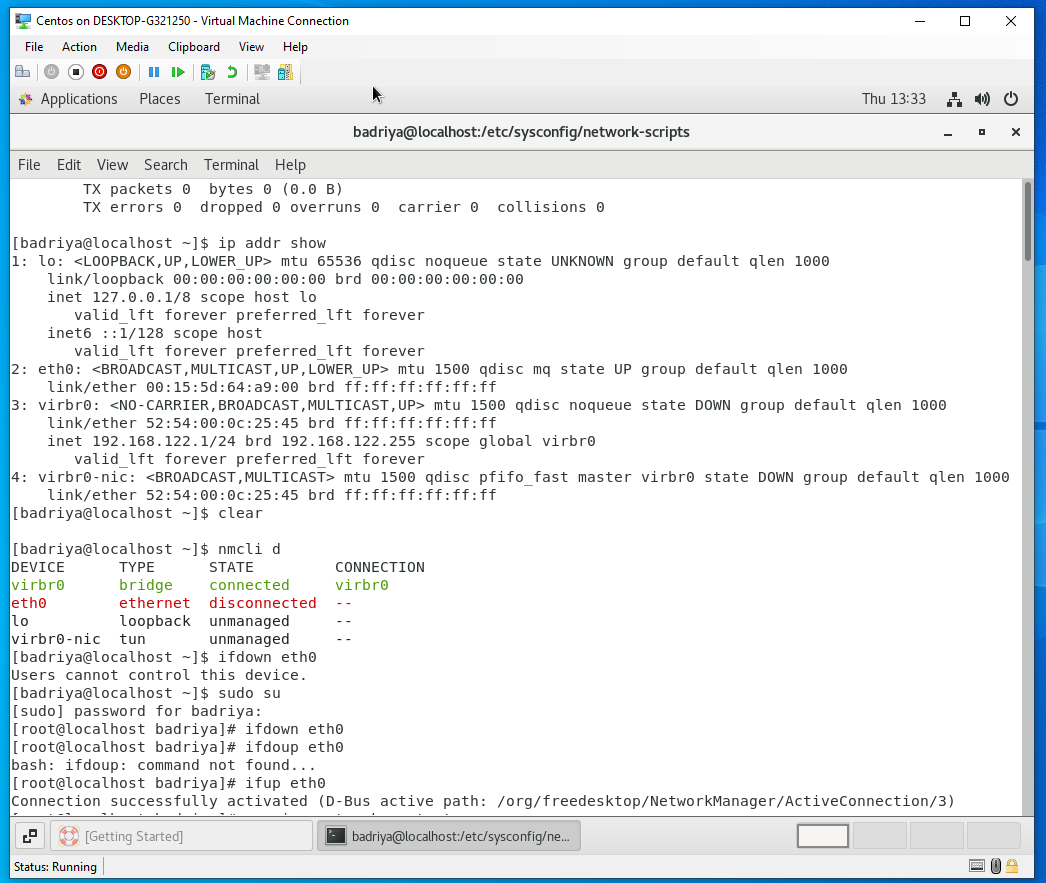 Centos on DESKTOP-G321250 - Virtual Machine Connection
File Action Media Clipboard View Help
Applications Places Terminal Thu 13:33
badriya@localhost:/etc/sysconfig/network-scripts
File Edit View Search Terminal Help
TX packets 0  bytes 0 (0.0 B)
TX errors 0  dropped 0 overruns 0  carrier 0  collisions 0
[badriya@localhost ~]$ ip addr show
1: lo: <LOOPBACK,UP,LOWER_UP> mtu 65536 qdisc noqueue state UNKNOWN group default qlen 1000
link/loopback 00:00:00:00:00:00 brd 00:00:00:00:00:00
inet 127.0.0.1/8 scope host lo
valid_lft forever preferred_lft forever
inet6 ::1/128 scope host
valid_lft forever preferred_lft forever
2: eth0: <BROADCAST,MULTICAST,UP,LOWER_UP> mtu 1500 qdisc mq state UP group default qlen 1000
link/ether 00:15:5d:64:a9:00 brd ff:ff:ff:ff:ff:ff
3: virbr0: <NO-CARRIER,BROADCAST,MULTICAST,UP> mtu 1500 qdisc noqueue state DOWN group default qlen 1000
link/ether 52:54:00:0c:25:45 brd ff:ff:ff:ff:ff:ff
inet 192.168.122.1/24 brd 192.168.122.255 scope global virbr0
valid_lft forever preferred_lft forever
4: virbr0-nic: <BROADCAST,MULTICAST> mtu 1500 qdisc pfifo_fast master virbr0 state DOWN group default qlen 1000
link/ether 52:54:00:0c:25:45 brd ff:ff:ff:ff:ff:ff
[badriya@localhost ~]$ clear
[badriya@localhost ~]$ nmcli d
DEVICE      TYPE      STATE         CONNECTION
virbr0      bridge    connected     virbr0
eth0        ethernet  disconnected  --
lo          loopback  unmanaged     --
virbr0-nic  tun       unmanaged     --
[badriya@localhost ~]$ ifdown eth0
Users cannot control this device.
[badriya@localhost ~]$ sudo su
[sudo] password for badriya:
[root@localhost badriya]# ifdown eth0
[root@localhost badriya]# ifdoup eth0
bash: ifdoup: command not found...
[root@localhost badriya]# ifup eth0
Connection successfully activated (D-Bus active path: /org/freedesktop/NetworkManager/ActiveConnection/3)
[Getting Started] badriya@localhost:/etc/sysconfig/ne...
Status: Running